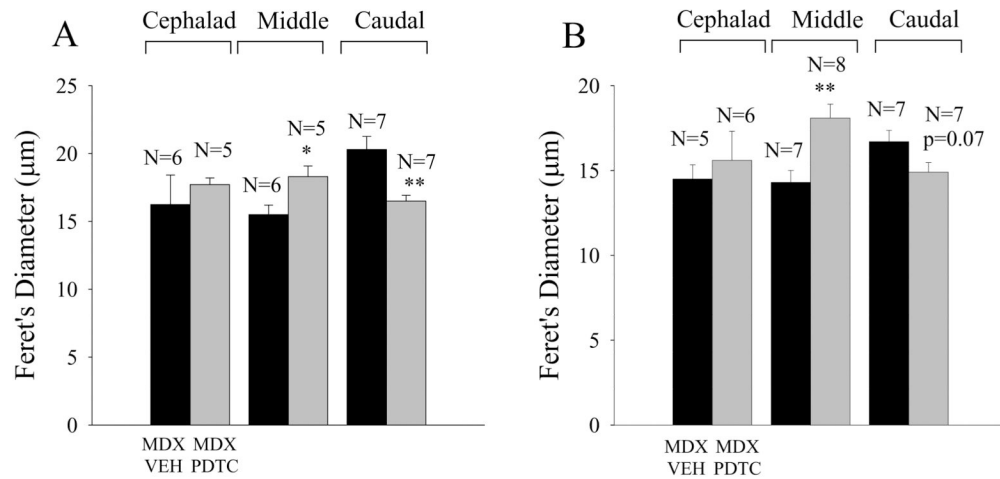 A
Cephalad Middle Caudal
25
20
15
10
5
0
Feret's Diameter (µm)
N=6
N=5
N=6
N=5
*
N=7
N=7
**
MDX MDX
VEH PDTC
B
Cephalad Middle Caudal
20
15
10
5
0
Feret's Diameter (µm)
N=5
N=6
N=7
N=8
**
N=7
N=7
p=0.07
MDX MDX
VEH PDTC